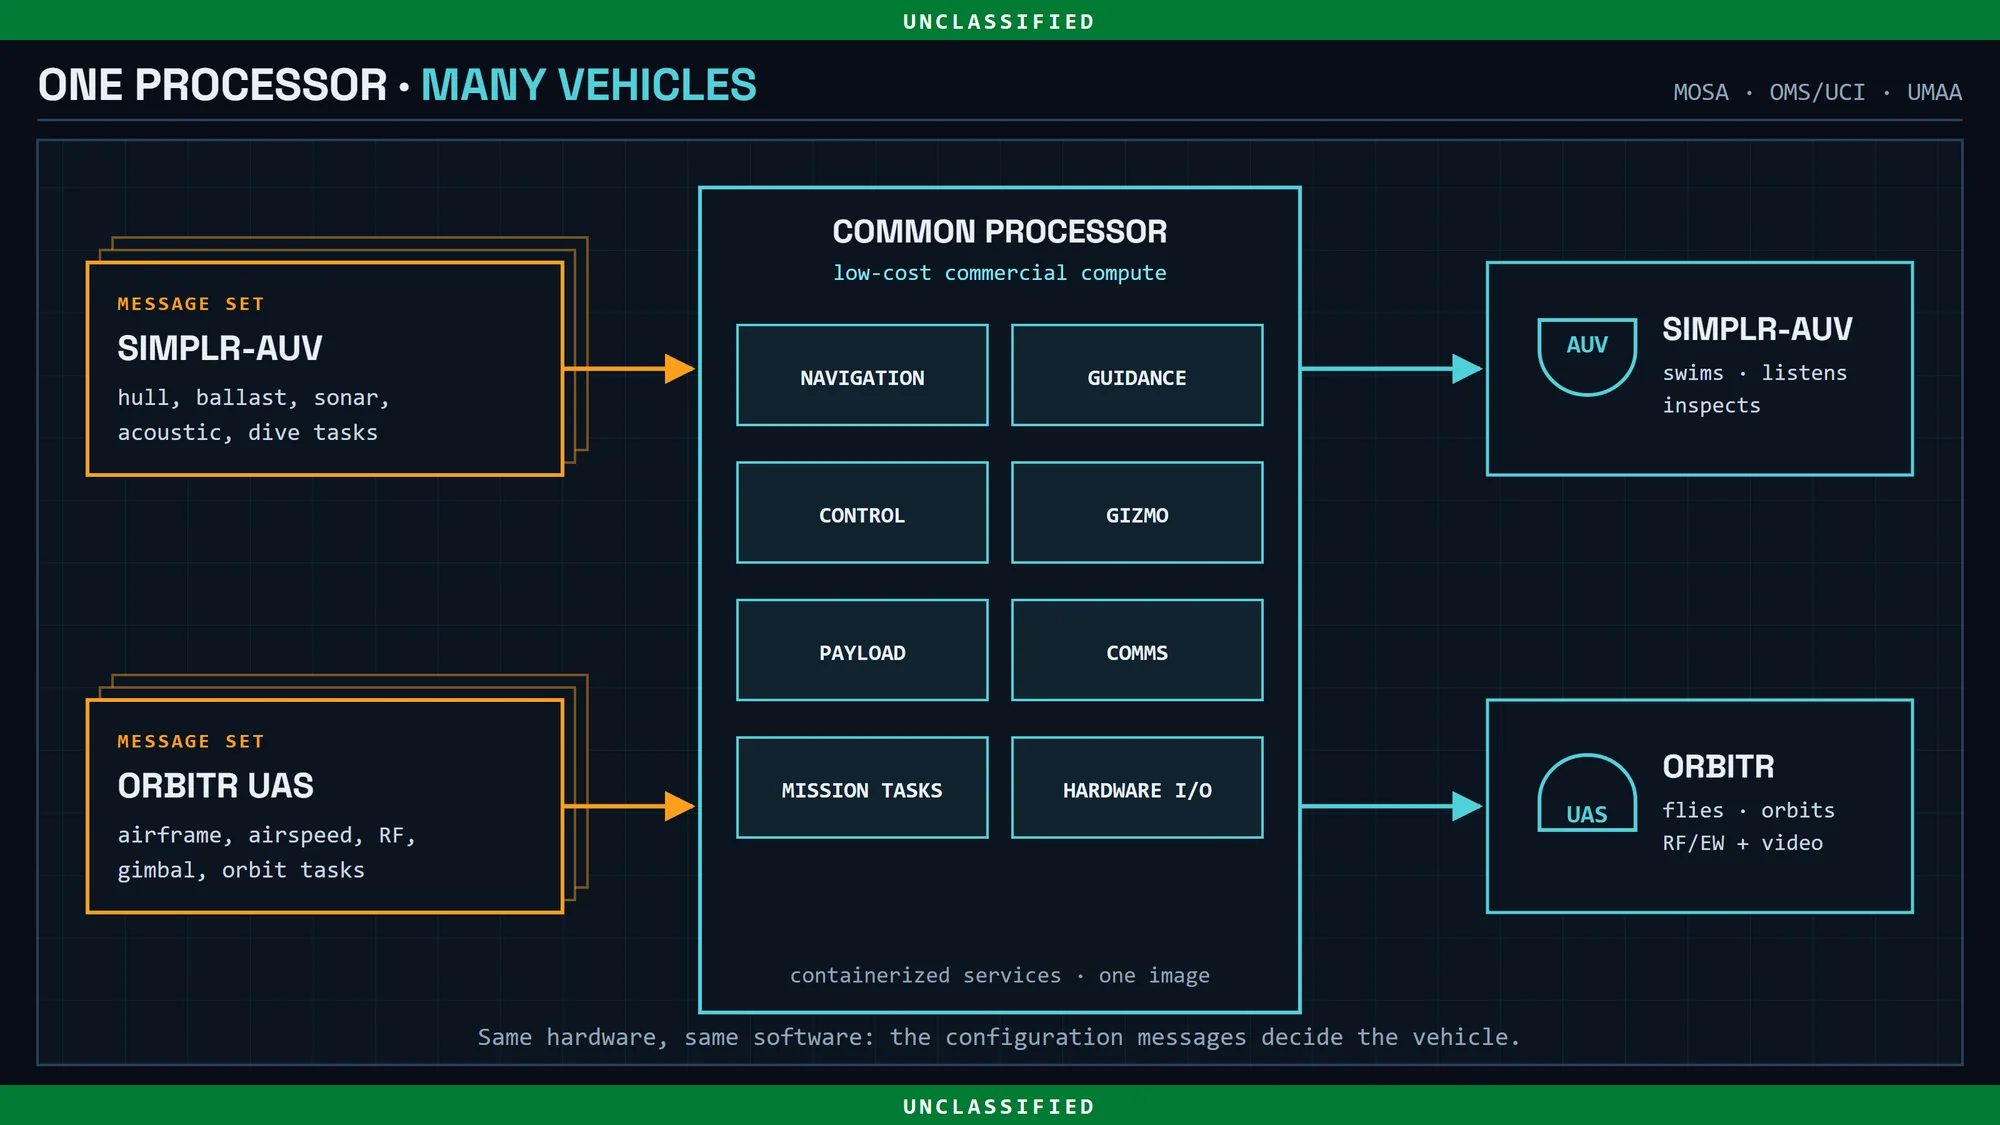 UNCLASSIFIED
ONE PROCESSOR · MANY VEHICLES
MOSA · OMS/UCI · UMAA
MESSAGE SET
SIMPLR-AUV
hull, ballast, sonar,
acoustic, dive tasks
MESSAGE SET
ORBITR UAS
airframe, airspeed, RF,
gimbal, orbit tasks
COMMON PROCESSOR
low-cost commercial compute
NAVIGATION
GUIDANCE
CONTROL
GIZMO
PAYLOAD
COMMS
MISSION TASKS
HARDWARE I/O
containerized services · one image
AUV
SIMPLR-AUV
swims · listens
inspects
UAS
ORBITR
flies · orbits
RF/EW + video
Same hardware, same software: the configuration messages decide the vehicle.
UNCLASSIFIED